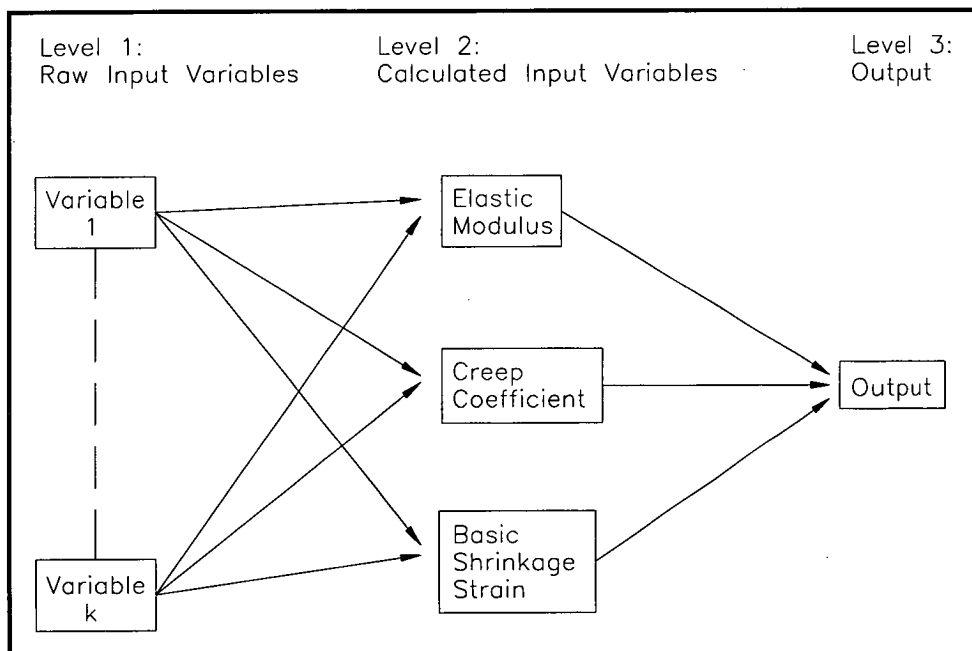 Level 1:
Raw Input Variables
Level 2:
Calculated Input Variables
Level 3:
Output
Variable
1
Variable
k
Elastic
Modulus
Creep
Coefficient
Basic
Shrinkage
Strain
Output